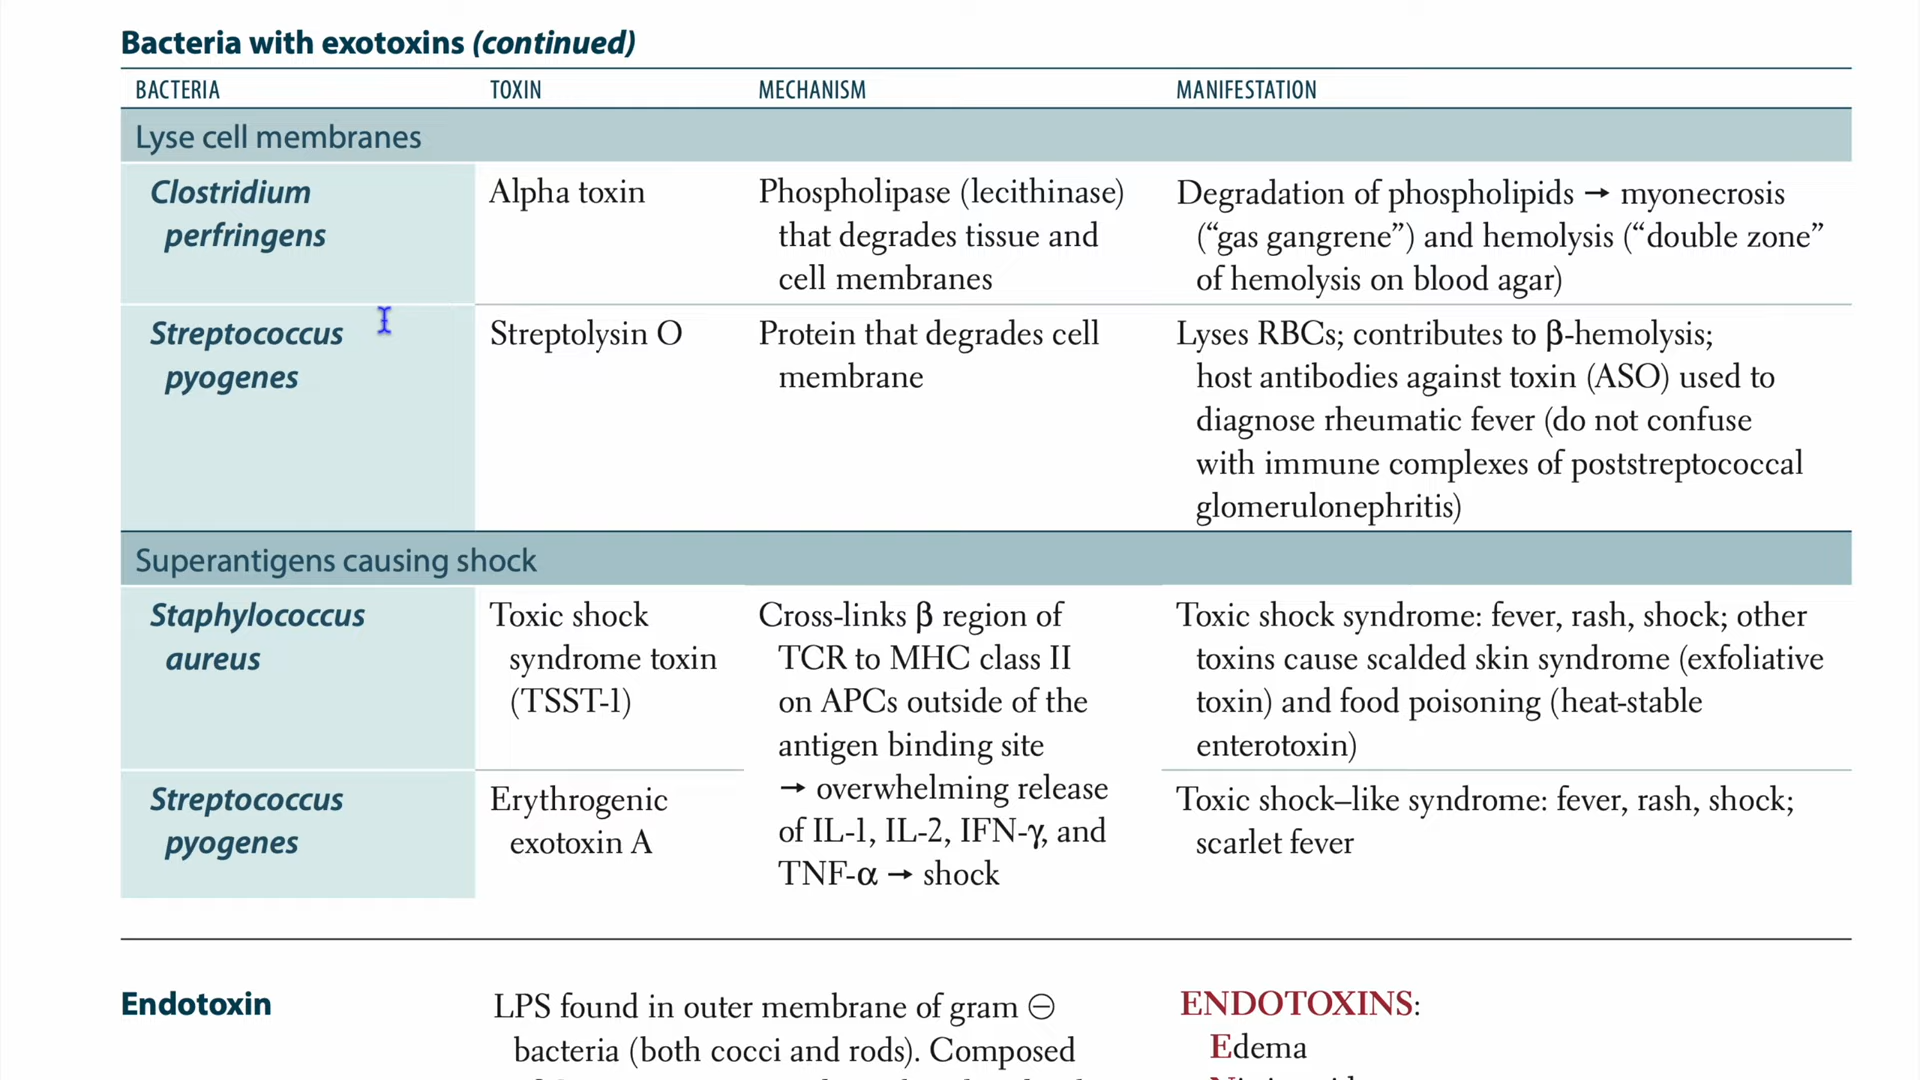 Bacteria with exotoxins (continued)
BACTERIA TOXIN MECHANISM MANIFESTATION
Lyse cell membranes
Clostridium
perfringens
Alpha toxin
Phospholipase (lecithinase)
that degrades tissue and
cell membranes
Degradation of phospholipids → myonecrosis
(“gas gangrene”) and hemolysis (“double zone”
of hemolysis on blood agar)
Streptococcus
pyogenes
Streptolysin O
Protein that degrades cell
membrane
Lyses RBCs; contributes to β-hemolysis;
host antibodies against toxin (ASO) used to
diagnose rheumatic fever (do not confuse
with immune complexes of poststreptococcal
glomerulonephritis)
Superantigens causing shock
Staphylococcus
aureus
Toxic shock
syndrome toxin
(TSST-1)
Cross-links β region of
TCR to MHC class II
on APCs outside of the
antigen binding site
→ overwhelming release
of IL-1, IL-2, IFN-γ, and
TNF-α → shock
Toxic shock syndrome: fever, rash, shock; other
toxins cause scalded skin syndrome (exfoliative
toxin) and food poisoning (heat-stable
enterotoxin)
Streptococcus
pyogenes
Erythrogenic
exotoxin A
Toxic shock–like syndrome: fever, rash, shock;
scarlet fever
Endotoxin
LPS found in outer membrane of gram ⊖
bacteria (both cocci and rods). Composed
ENDOTOXINS:
Edema